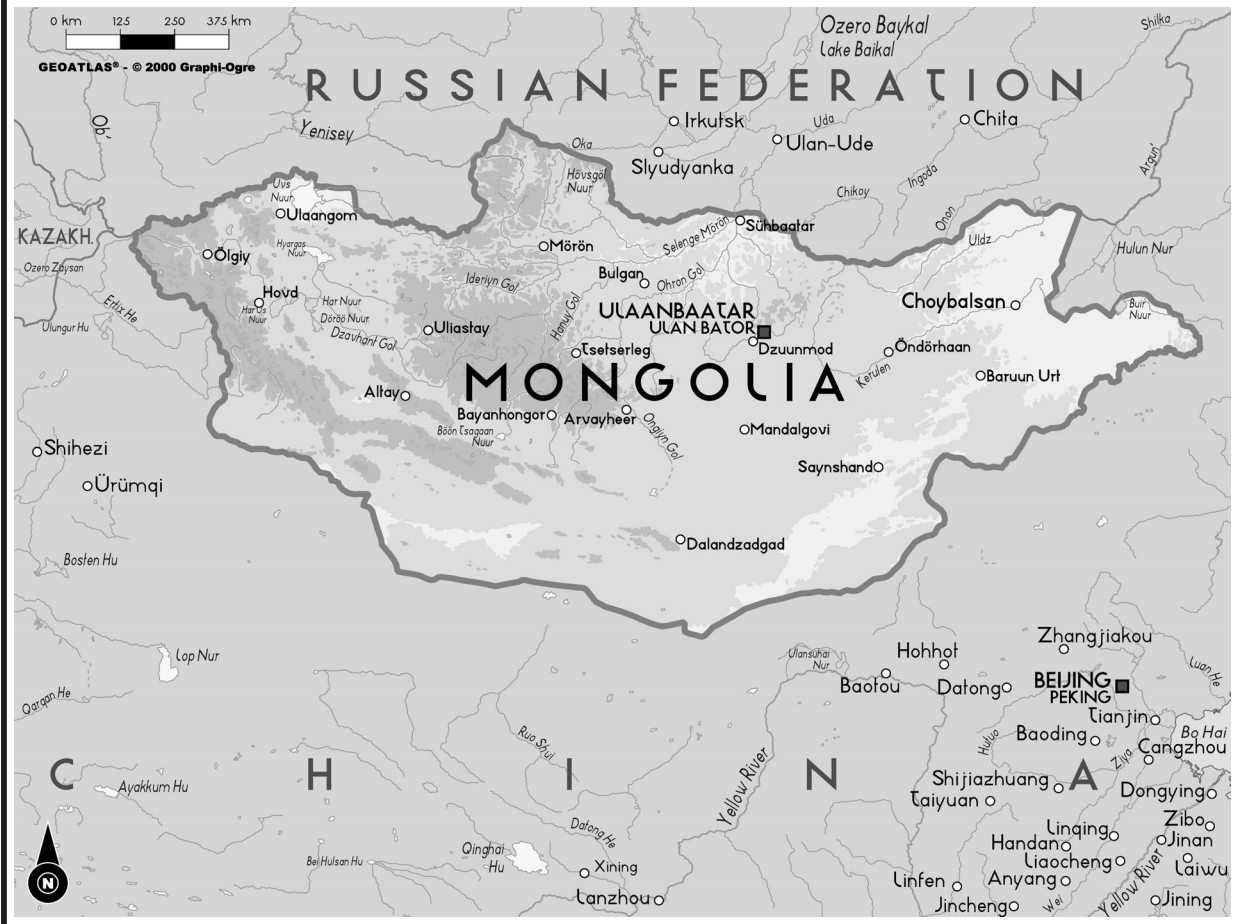 0 km 125 250 375 km
GEOATLAS® - © 2000 Graphi-Ogre
Ozero Baykal
Lake Baikal
Shilka
RUSSIAN FEDERATION
Ob'
Yenisey
Oka
Irkutsk
Uda
Chita
Slyudyanka
Ulan-Ude
Argun'
Ingoda
Chikoy
Hövsgöl
Nuur
Uvs
Nuur
Ulaangom
Onon
KAZAKH.
Selenge Mörön
Sühbaatar
Uldz
Hulun Nur
Hyargas
Nuur
Mörön
Ölgiy
Ozero Zaysan
Bulgan
Ohron Gol
Ideriyn Gol
Hovd
Har Us
Nuur
Har Nuur
Döröö Nuur
Dzavhant Gol
Ertix He
Ulungur Hu
Hanuy Gol
ULAANBAATAR
ULAN BATOR
Choybalsan
Buir
Nuur
Uliastay
Tsetserleg
Dzuunmod
Öndörhaan
Kerulen
MONGOLIA
Baruun Urt
Altay
Bayanhongor
Arvayheer
Böön Tsagaan
Nuur
Ongiyn Gol
Mandalgovi
Shihezi
Saynshand
Ürümqi
Dalandzadgad
Bosten Hu
Zhangjiakou
Hohhot
Ulansuhai
Nur
Lop Nur
Luan He
Baotou
Datong
BEIJING
PEKING
Qarqan He
Tianjin
Bo Hai
Baoding
Hutuo
Ziya
Cangzhou
Ruo Shui
Yellow River
CHINA
Ayakkum Hu
Shijiazhuang
Taiyuan
Dongying
Datong He
Linqing
Zibo
Handan
Jinan
Qinghai
Hu
Bei Hulsan Hu
Xining
Liaocheng
Laiwu
Linfen
Anyang
Yellow River
Lanzhou
Jincheng
Wei
Jining
N